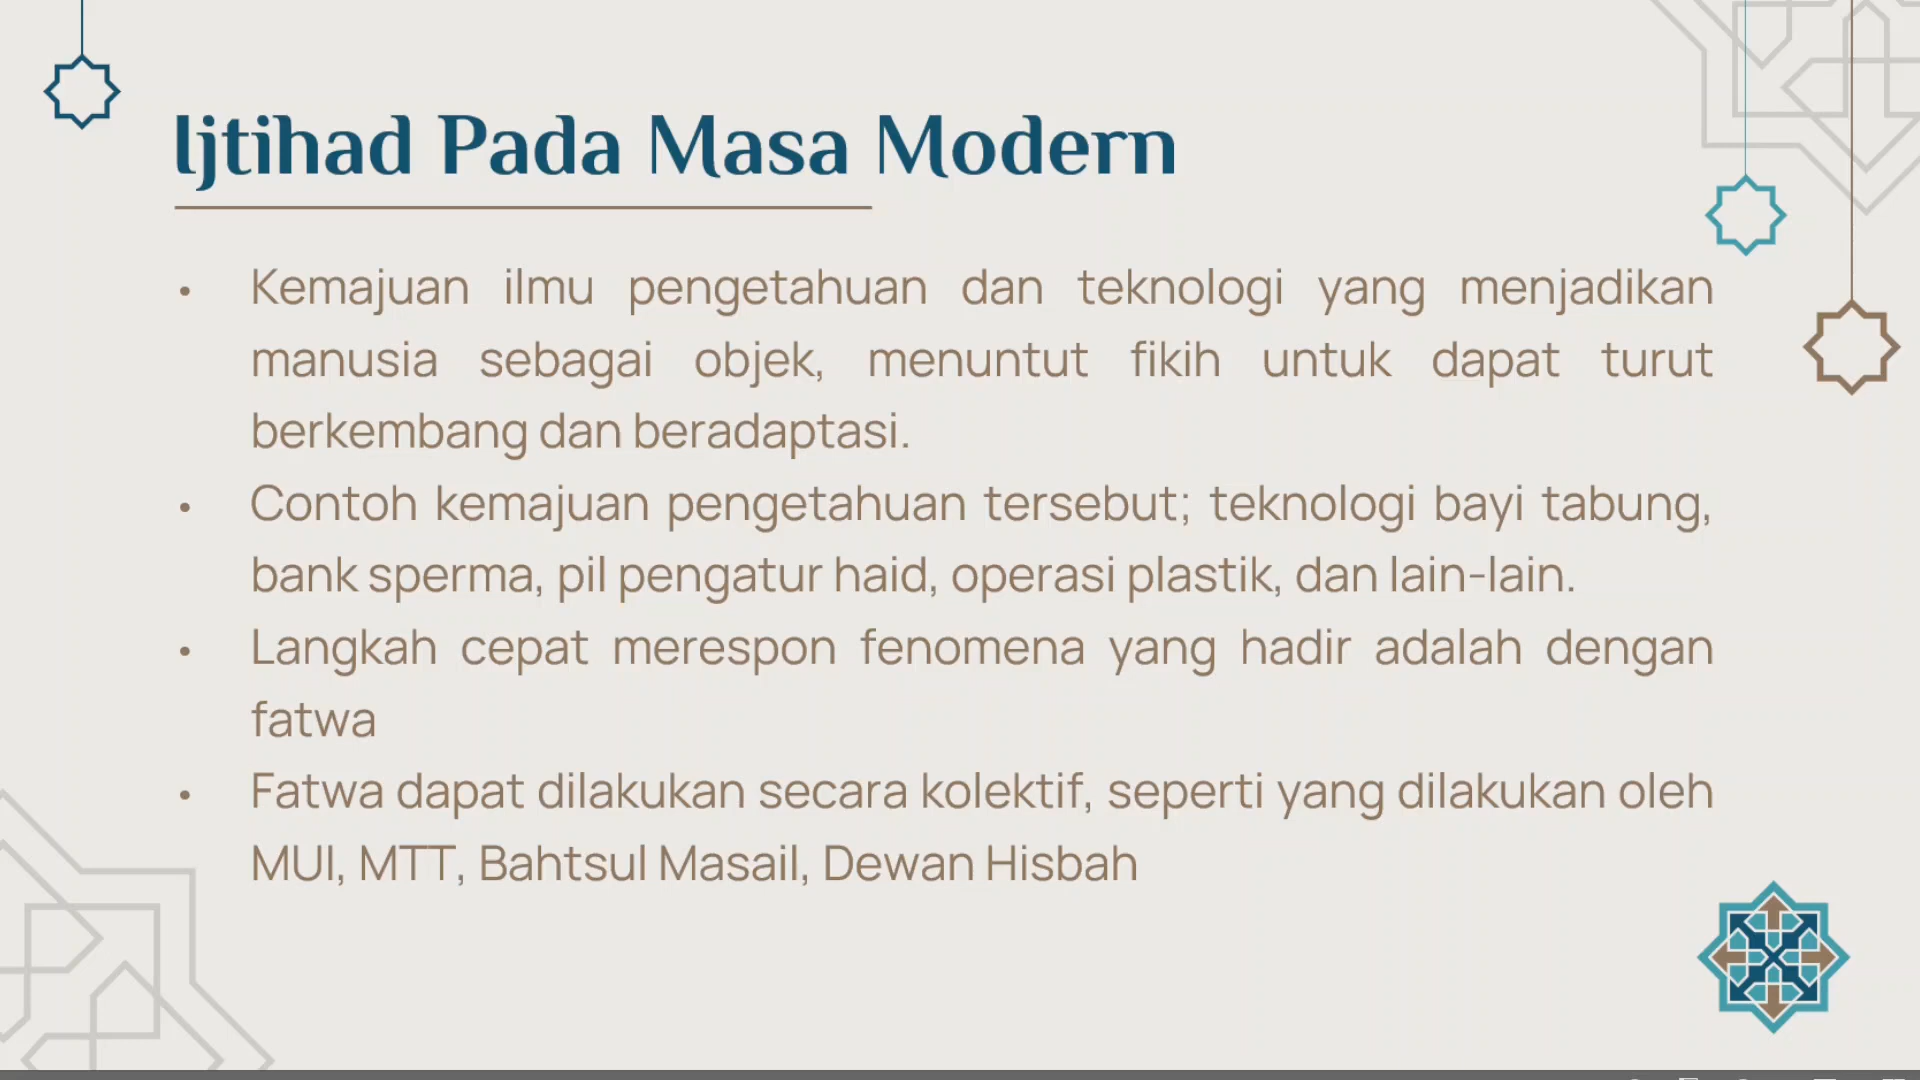 Ijtihad Pada Masa Modern
• Kemajuan ilmu pengetahuan dan teknologi yang menjadikan
manusia sebagai objek, menuntut fikih untuk dapat turut
berkembang dan beradaptasi.
• Contoh kemajuan pengetahuan tersebut; teknologi bayi tabung,
bank sperma, pil pengatur haid, operasi plastik, dan lain-lain.
• Langkah cepat merespon fenomena yang hadir adalah dengan
fatwa
• Fatwa dapat dilakukan secara kolektif, seperti yang dilakukan oleh
MUI, MTT, Bahtsul Masail, Dewan Hisbah